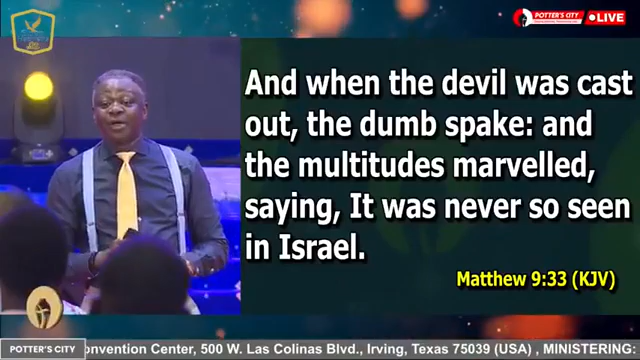 POTTER'S CITY
LIVE
And when the devil was cast
out, the dumb spake: and
the multitudes marvelled,
saying, It was never so seen
in Israel.
Matthew 9:33 (KJV)
POTTER'S CITY
onvention Center, 500 W. Las Colinas Blvd., Irving, Texas 75039 (USA) , MINISTERING: